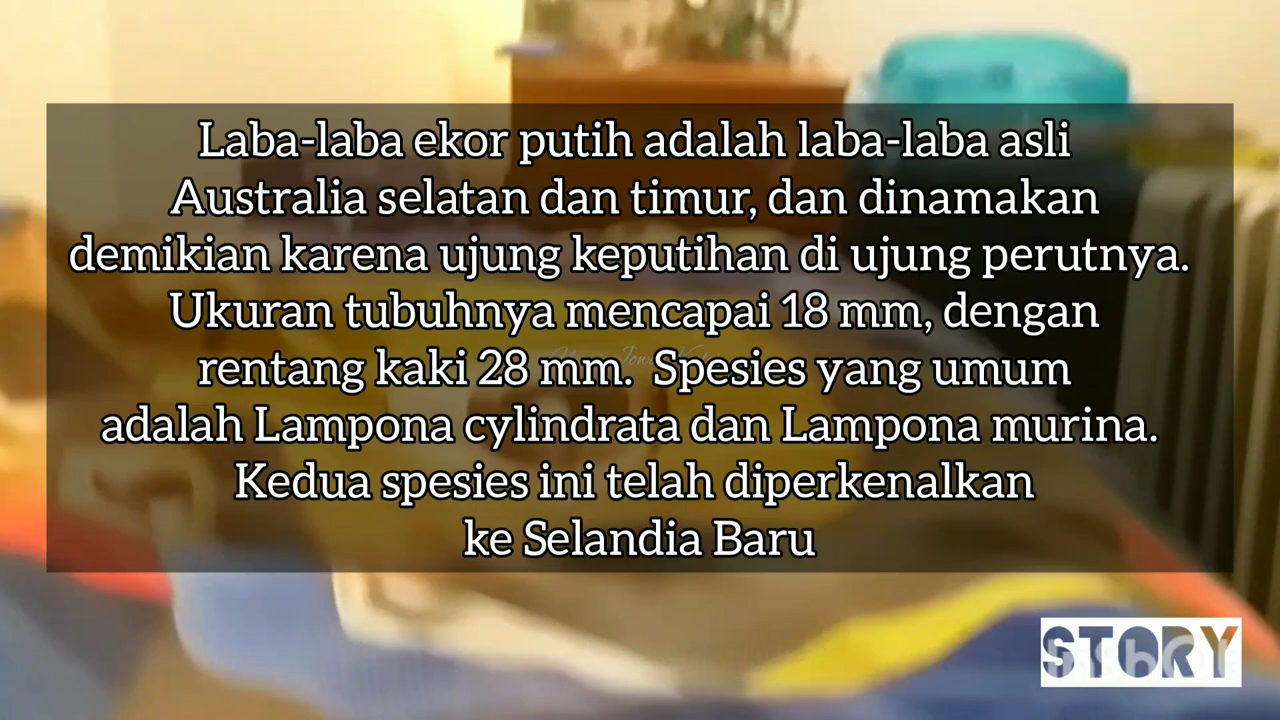 Laba-laba ekor putih adalah laba-laba asli
Australia selatan dan timur, dan dinamakan
demikian karena ujung keputihan di ujung perutnya.
Ukuran tubuhnya mencapai 18 mm, dengan
rentang kaki 28 mm. Spesies yang umum
adalah Lampona cylindrata dan Lampona murina.
Kedua spesies ini telah diperkenalkan
ke Selandia Baru
STORY